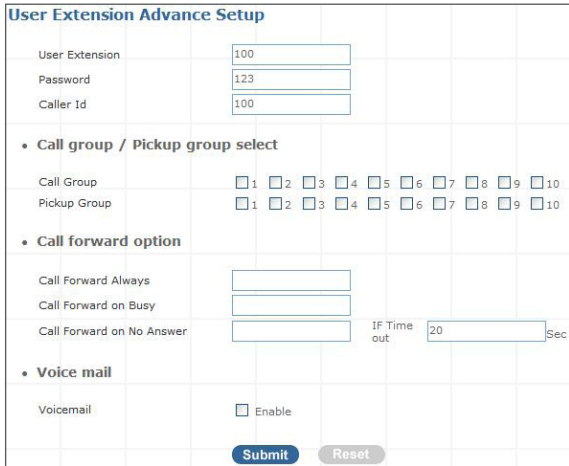 User Extension Advance Setup
User Extension 100
Password 123
Caller Id 100
• Call group / Pickup group select
Call Group 1 2 3 4 5 6 7 8 9 10
Pickup Group 1 2 3 4 5 6 7 8 9 10
• Call forward option
Call Forward Always
Call Forward on Busy
Call Forward on No Answer IF Time out 20 Sec
• Voice mail
Voicemail Enable
Submit Reset